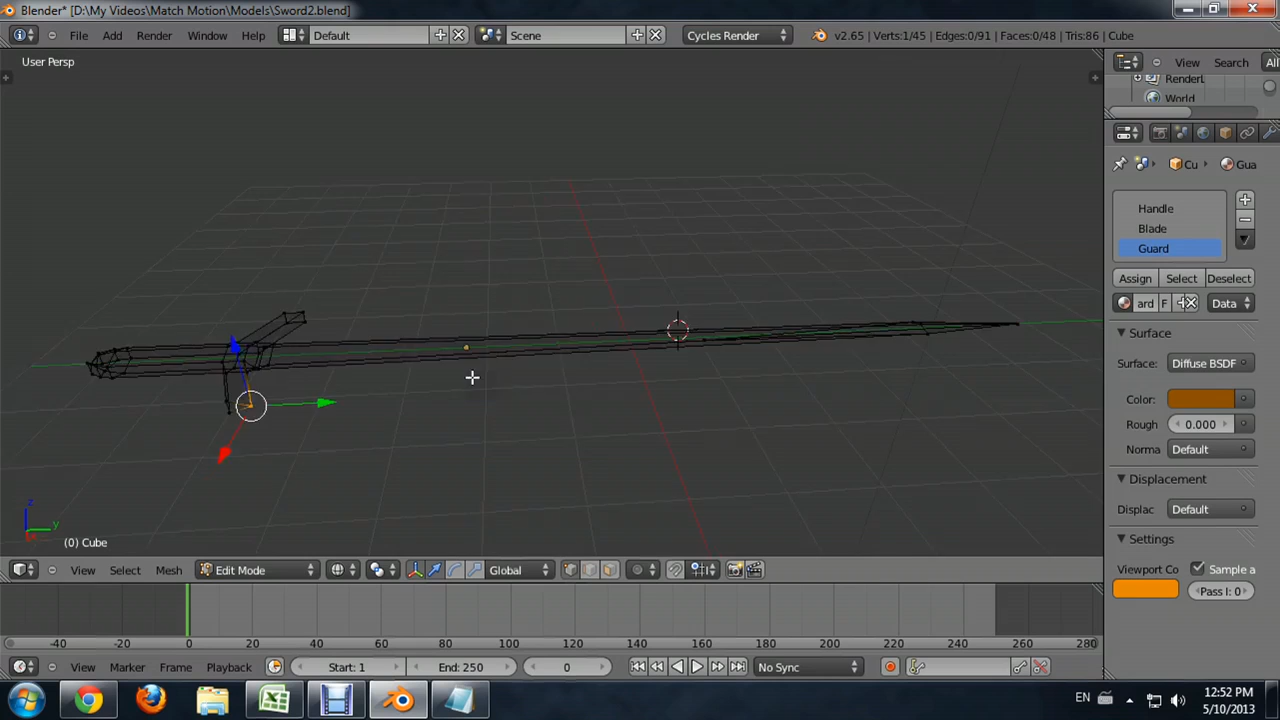 Blender* [D:\My Videos\Match Motion\Models\Sword2.blend]
File Add Render Window Help Default Scene Cycles Render v2.65 | Verts:1/45 | Edges:0/91 | Faces:0/48 | Tris:86 | Cube
User Persp
View Search All
RenderL
World
Cu Gua
Handle
Blade
Guard
Assign Select Deselect
ard F Data
Surface
Surface: Diffuse BSDF
Color:
Rough 0.000
Norma Default
Displacement
Displac Default
Settings
Viewport Co Sample a
Pass I: 0
z
y
(0) Cube
View Select Mesh Edit Mode Global
-40 -20 0 20 40 60 80 100 120 140 160 180 200 220 240 260 280
View Marker Frame Playback Start: 1 End: 250 0 No Sync
EN 12:52 PM
5/10/2013